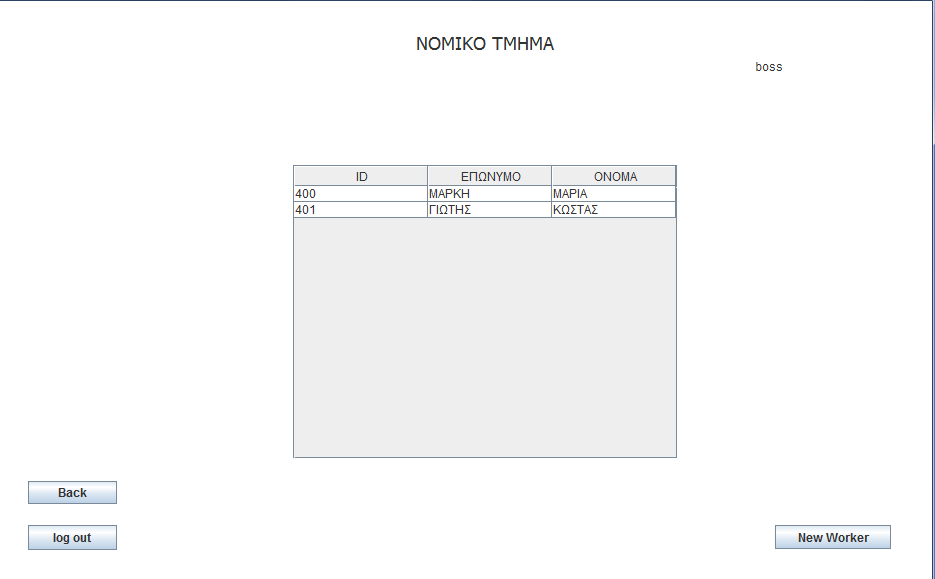 ΝΟΜΙΚΟ ΤΜΗΜΑ
boss
ID ΕΠΩΝΥΜΟ ΟΝΟΜΑ
400 ΜΑΡΚΗ ΜΑΡΙΑ
401 ΓΙΩΤΗΣ ΚΩΣΤΑΣ
Back
log out
New Worker